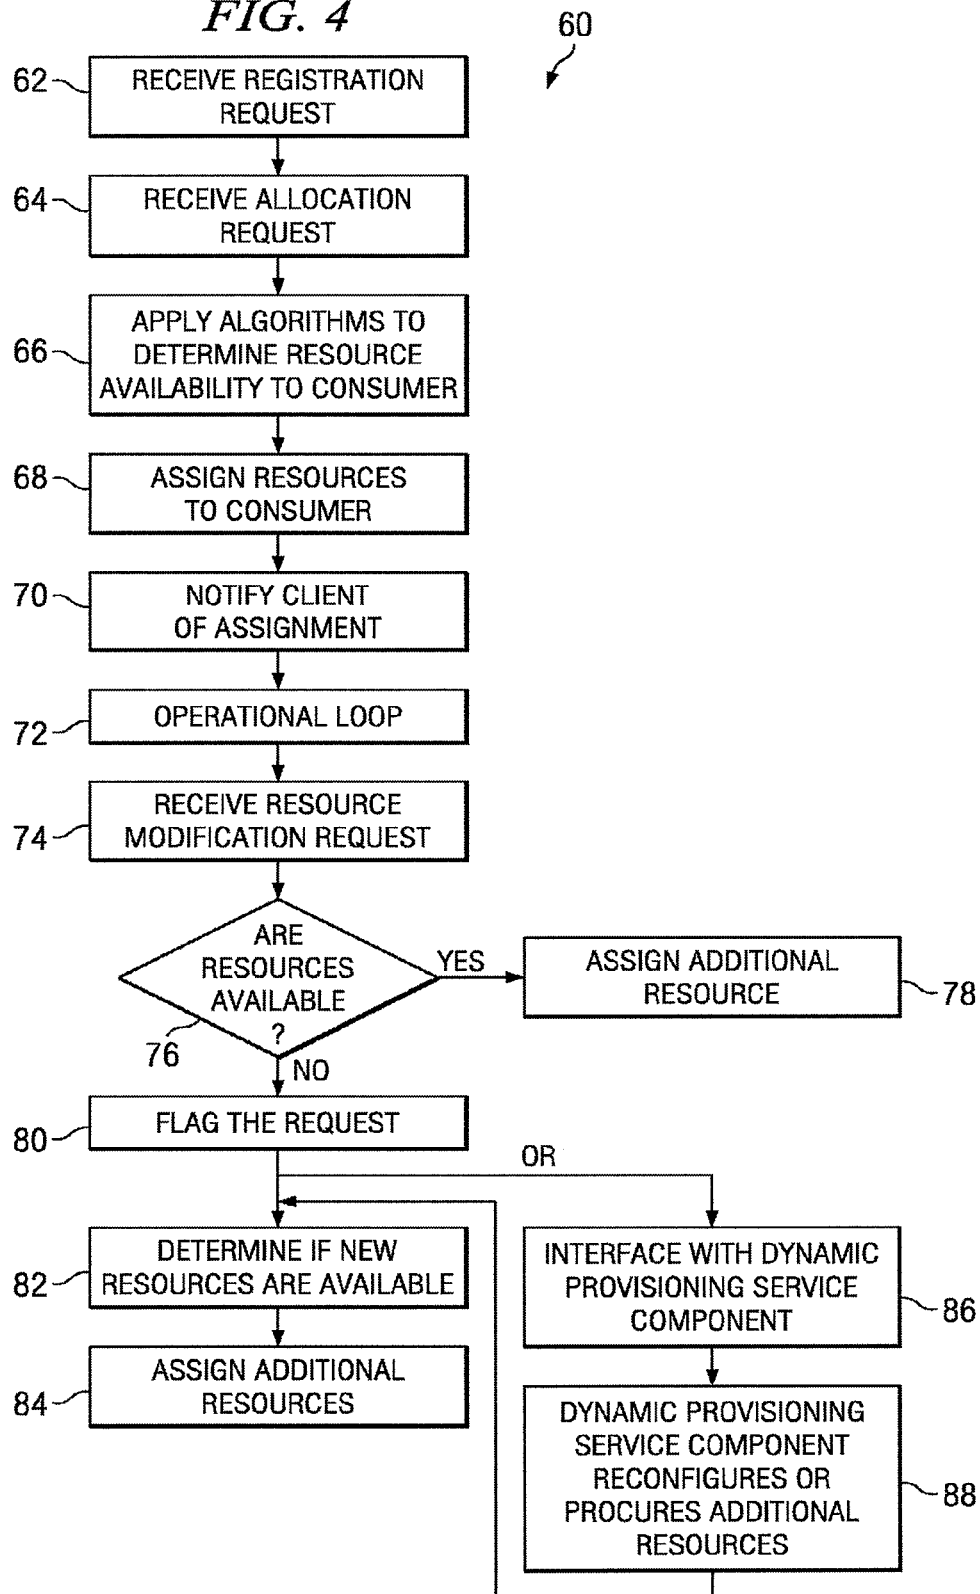 FIG. 4
60
62
RECEIVE REGISTRATION
REQUEST
64
RECEIVE ALLOCATION
REQUEST
66
APPLY ALGORITHMS TO
DETERMINE RESOURCE
AVAILABILITY TO CONSUMER
68
ASSIGN RESOURCES
TO CONSUMER
70
NOTIFY CLIENT
OF ASSIGNMENT
72
OPERATIONAL LOOP
74
RECEIVE RESOURCE
MODIFICATION REQUEST
ARE
RESOURCES
AVAILABLE
?
76
YES
ASSIGN ADDITIONAL
RESOURCE
78
NO
80
FLAG THE REQUEST
OR
82
DETERMINE IF NEW
RESOURCES ARE AVAILABLE
INTERFACE WITH DYNAMIC
PROVISIONING SERVICE
COMPONENT
86
84
ASSIGN ADDITIONAL
RESOURCES
DYNAMIC PROVISIONING
SERVICE COMPONENT
RECONFIGURES OR
PROCURES ADDITIONAL
RESOURCES
88